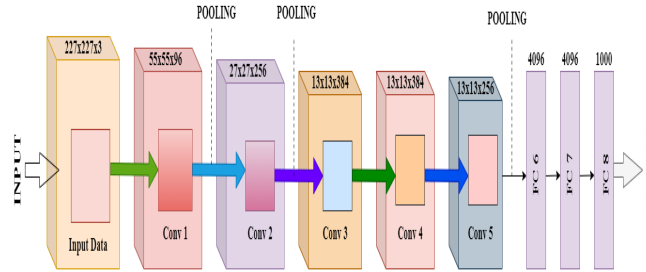 POOLING
POOLING
POOLING
227x227x3
55x55x96
27x27x256
13x13x384
13x13x384
13x13x256
4096
4096
1000
INPUT
Input Data
Conv 1
Conv 2
Conv 3
Conv 4
Conv 5
FC 6
FC 7
FC 8